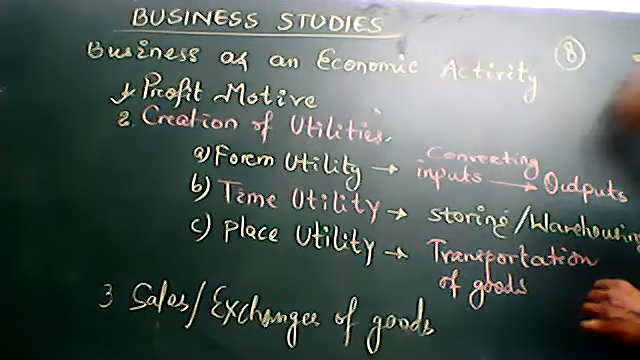 BUSINESS STUDIES
Business as an Economic Activity
8
1 Profit Motive
2. Creation of Utilities.
a) Form Utility → Converting inputs → Outputs
b) Time Utility → storing/Warehousing
c) Place Utility → Transportation of goods
3 Sales/Exchanges of goods